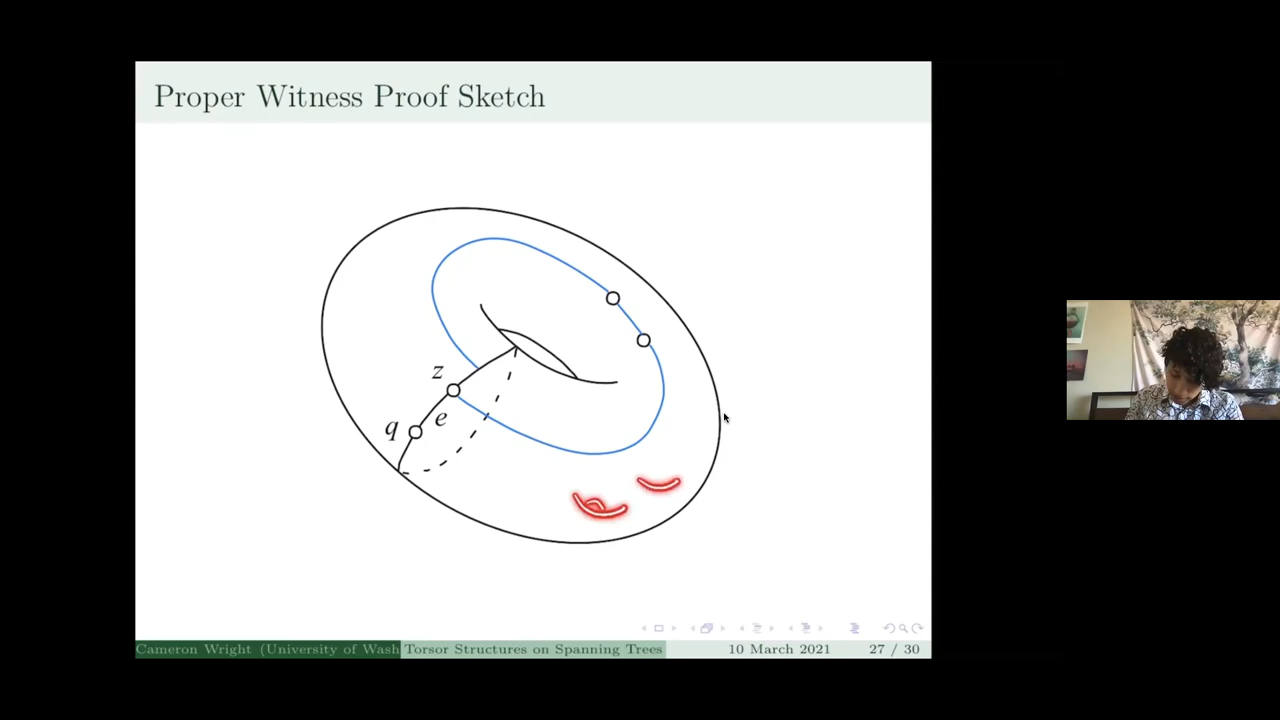 Proper Witness Proof Sketch
z
e
q
Cameron Wright (University of Wash
Torsor Structures on Spanning Trees
10 March 2021
27 / 30